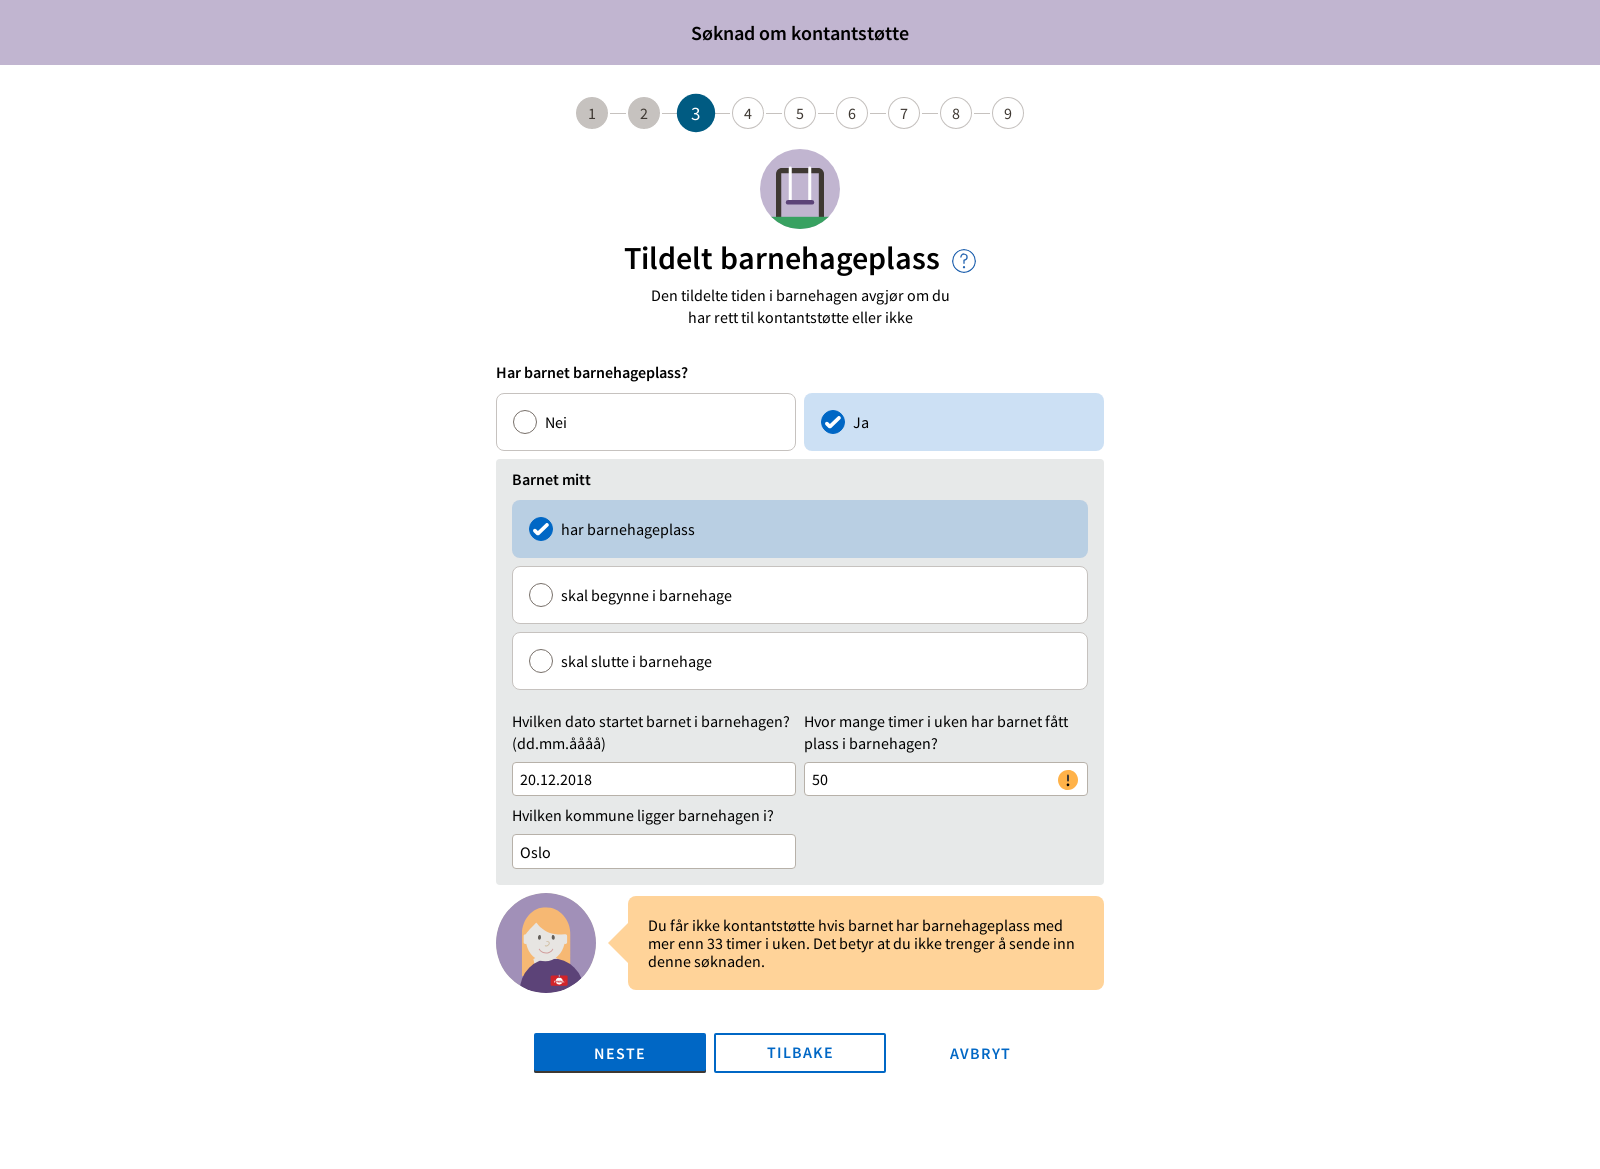 Søknad om kontantstøtte
1 2 3 4 5 6 7 8 9
Tildelt barnehageplass ?
Den tildelte tiden i barnehagen avgjør om du
har rett til kontantstøtte eller ikke
Har barnet barnehageplass?
Nei
Ja
Barnet mitt
har barnehageplass
skal begynne i barnehage
skal slutte i barnehage
Hvilken dato startet barnet i barnehagen?
(dd.mm.åååå)
20.12.2018
Hvor mange timer i uken har barnet fått
plass i barnehagen?
50
Hvilken kommune ligger barnehagen i?
Oslo
Du får ikke kontantstøtte hvis barnet har barnehageplass med
mer enn 33 timer i uken. Det betyr at du ikke trenger å sende inn
denne søknaden.
NESTE
TILBAKE
AVBRYT